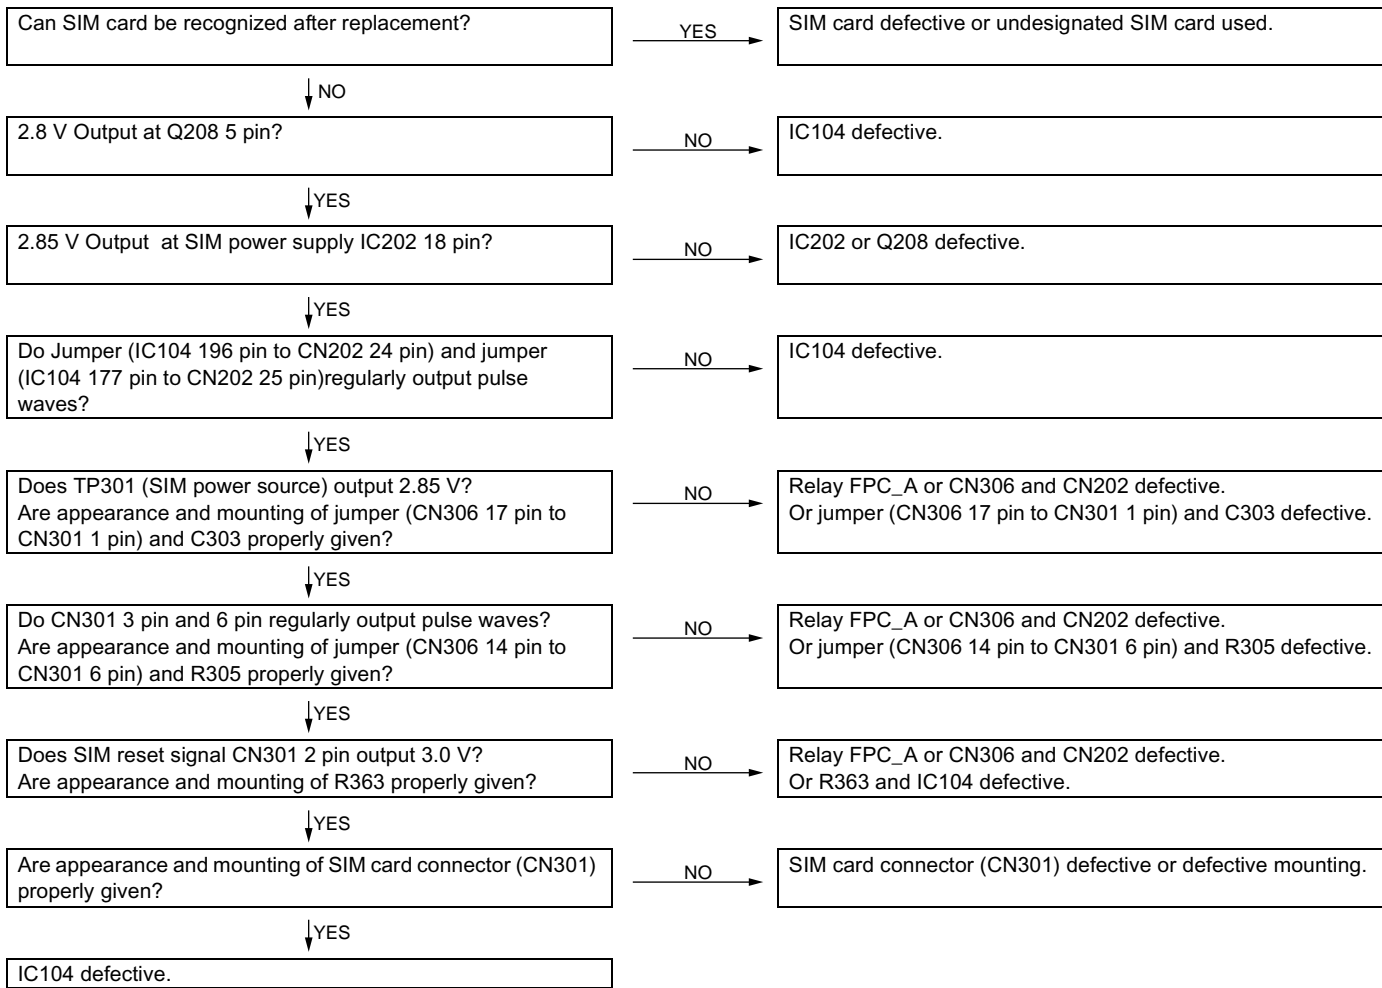 Can SIM card be recognized after replacement?
YES
SIM card defective or undesignated SIM card used.
NO
2.8 V Output at Q208 5 pin?
NO
IC104 defective.
YES
2.85 V Output at SIM power supply IC202 18 pin?
NO
IC202 or Q208 defective.
YES
Do Jumper (IC104 196 pin to CN202 24 pin) and jumper
(IC104 177 pin to CN202 25 pin)regularly output pulse
waves?
NO
IC104 defective.
YES
Does TP301 (SIM power source) output 2.85 V?
Are appearance and mounting of jumper (CN306 17 pin to
CN301 1 pin) and C303 properly given?
NO
Relay FPC_A or CN306 and CN202 defective.
Or jumper (CN306 17 pin to CN301 1 pin) and C303 defective.
YES
Do CN301 3 pin and 6 pin regularly output pulse waves?
Are appearance and mounting of jumper (CN306 14 pin to
CN301 6 pin) and R305 properly given?
NO
Relay FPC_A or CN306 and CN202 defective.
Or jumper (CN306 14 pin to CN301 6 pin) and R305 defective.
YES
Does SIM reset signal CN301 2 pin output 3.0 V?
Are appearance and mounting of R363 properly given?
NO
Relay FPC_A or CN306 and CN202 defective.
Or R363 and IC104 defective.
YES
Are appearance and mounting of SIM card connector (CN301)
properly given?
NO
SIM card connector (CN301) defective or defective mounting.
YES
IC104 defective.